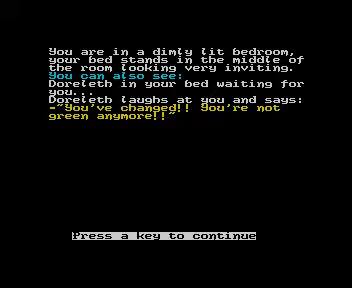 You are in a dimly lit bedroom,
your bed stands in the middle of
the room looking very inviting.
You can also see:
Doreleth in your bed waiting for
you...
Doreleth laughs at you and says:
-"You've changed!! You're not
green anymore!!"
Press a key to continue